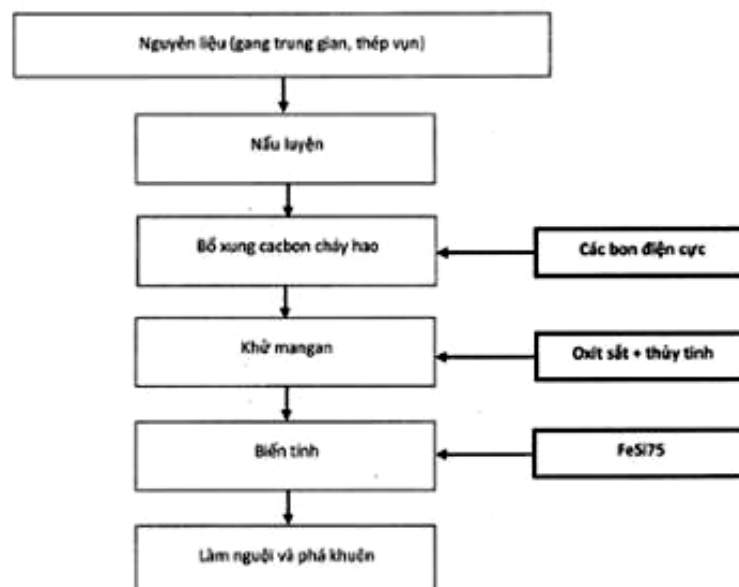 Nguyên liệu (gang trung gian, thép vụn)
Nấu luyện
Bổ xung cacbon cháy hao
Các bon điện cực
Khử mangan
Oxit sắt + thủy tinh
Biến tính
FeSi75
Làm nguội và phá khuôn